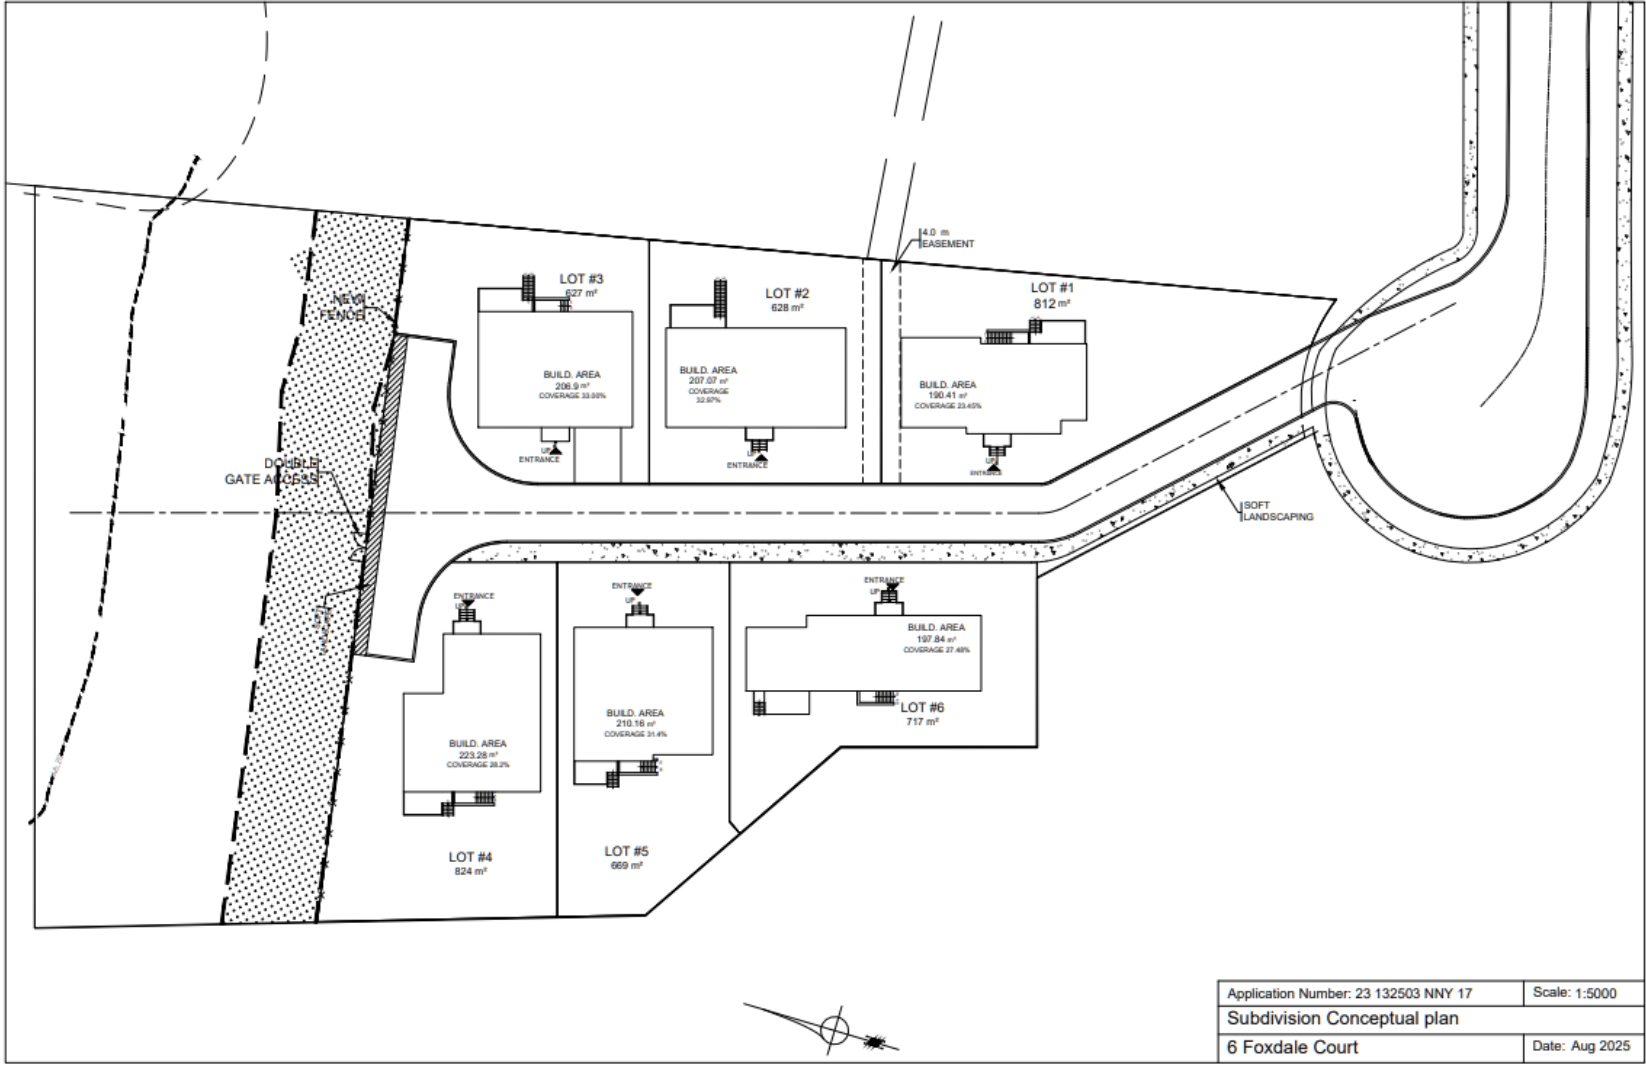 4.0 m
EASEMENT
LOT #3
627 m²
LOT #2
628 m²
LOT #1
812 m²
NEW
FENCE
BUILD. AREA
206.9 m²
COVERAGE 33.00%
BUILD. AREA
207.07 m²
COVERAGE
32.97%
BUILD. AREA
190.41 m²
COVERAGE 23.45%
UP
ENTRANCE
UP
ENTRANCE
UP
ENTRANCE
DOUBLE
GATE ACCESS
SOFT
LANDSCAPING
ENTRANCE
UP
ENTRANCE
UP
ENTRANCE
UP
BUILD. AREA
197.84 m²
COVERAGE 27.48%
BUILD. AREA
210.16 m²
COVERAGE 31.4%
LOT #6
717 m²
BUILD. AREA
223.28 m²
COVERAGE 28.2%
LOT #4
824 m²
LOT #5
669 m²
Application Number: 23 132503 NNY 17
Scale: 1:5000
Subdivision Conceptual plan
6 Foxdale Court
Date: Aug 2025